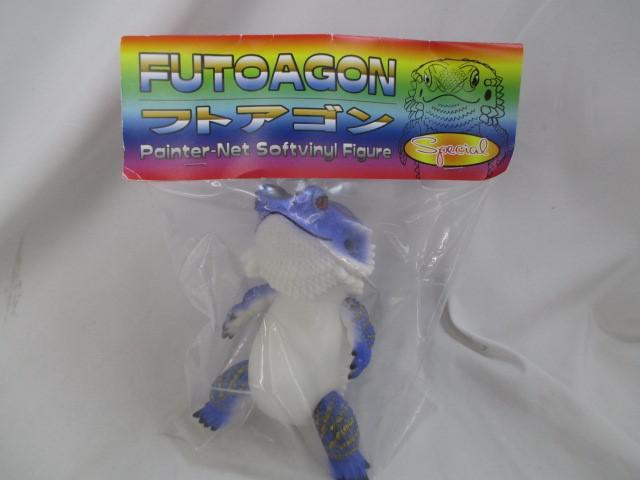 FUTOAGON
フトアゴン
Painter-Net Softvinyl Figure
Special